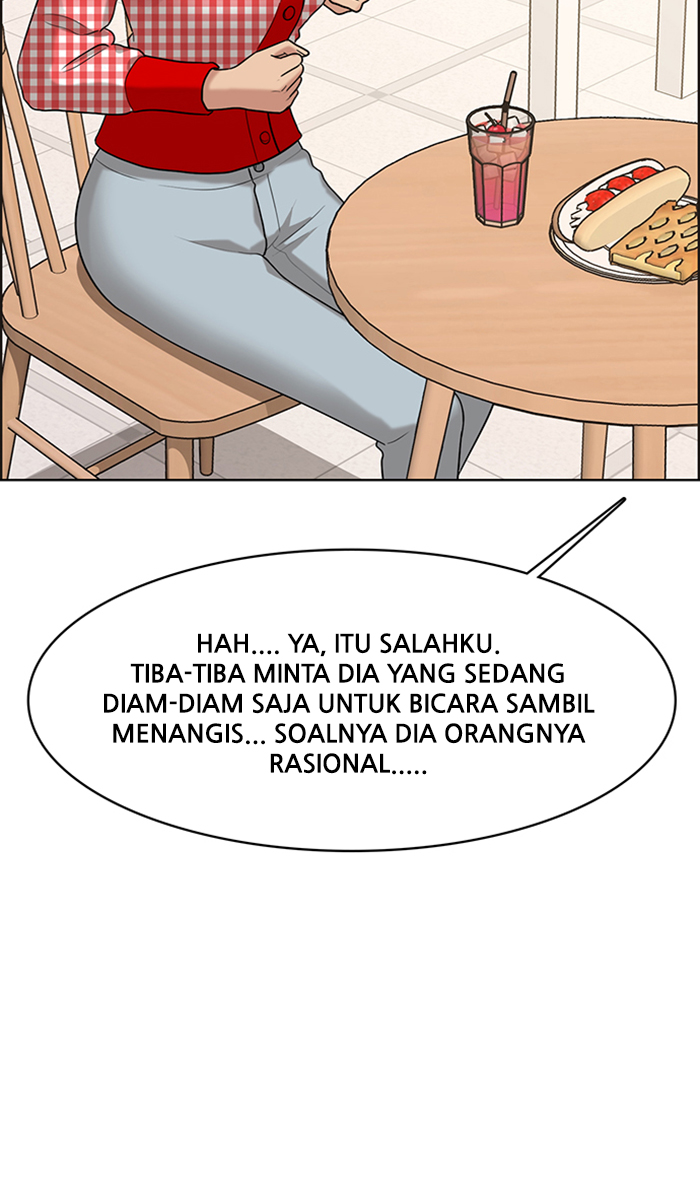 HAH.... YA, ITU SALAHKU.
TIBA-TIBA MINTA DIA YANG SEDANG
DIAM-DIAM SAJA UNTUK BICARA SAMBIL
MENANGIS... SOALNYA DIA ORANGNYA
RASIONAL.....